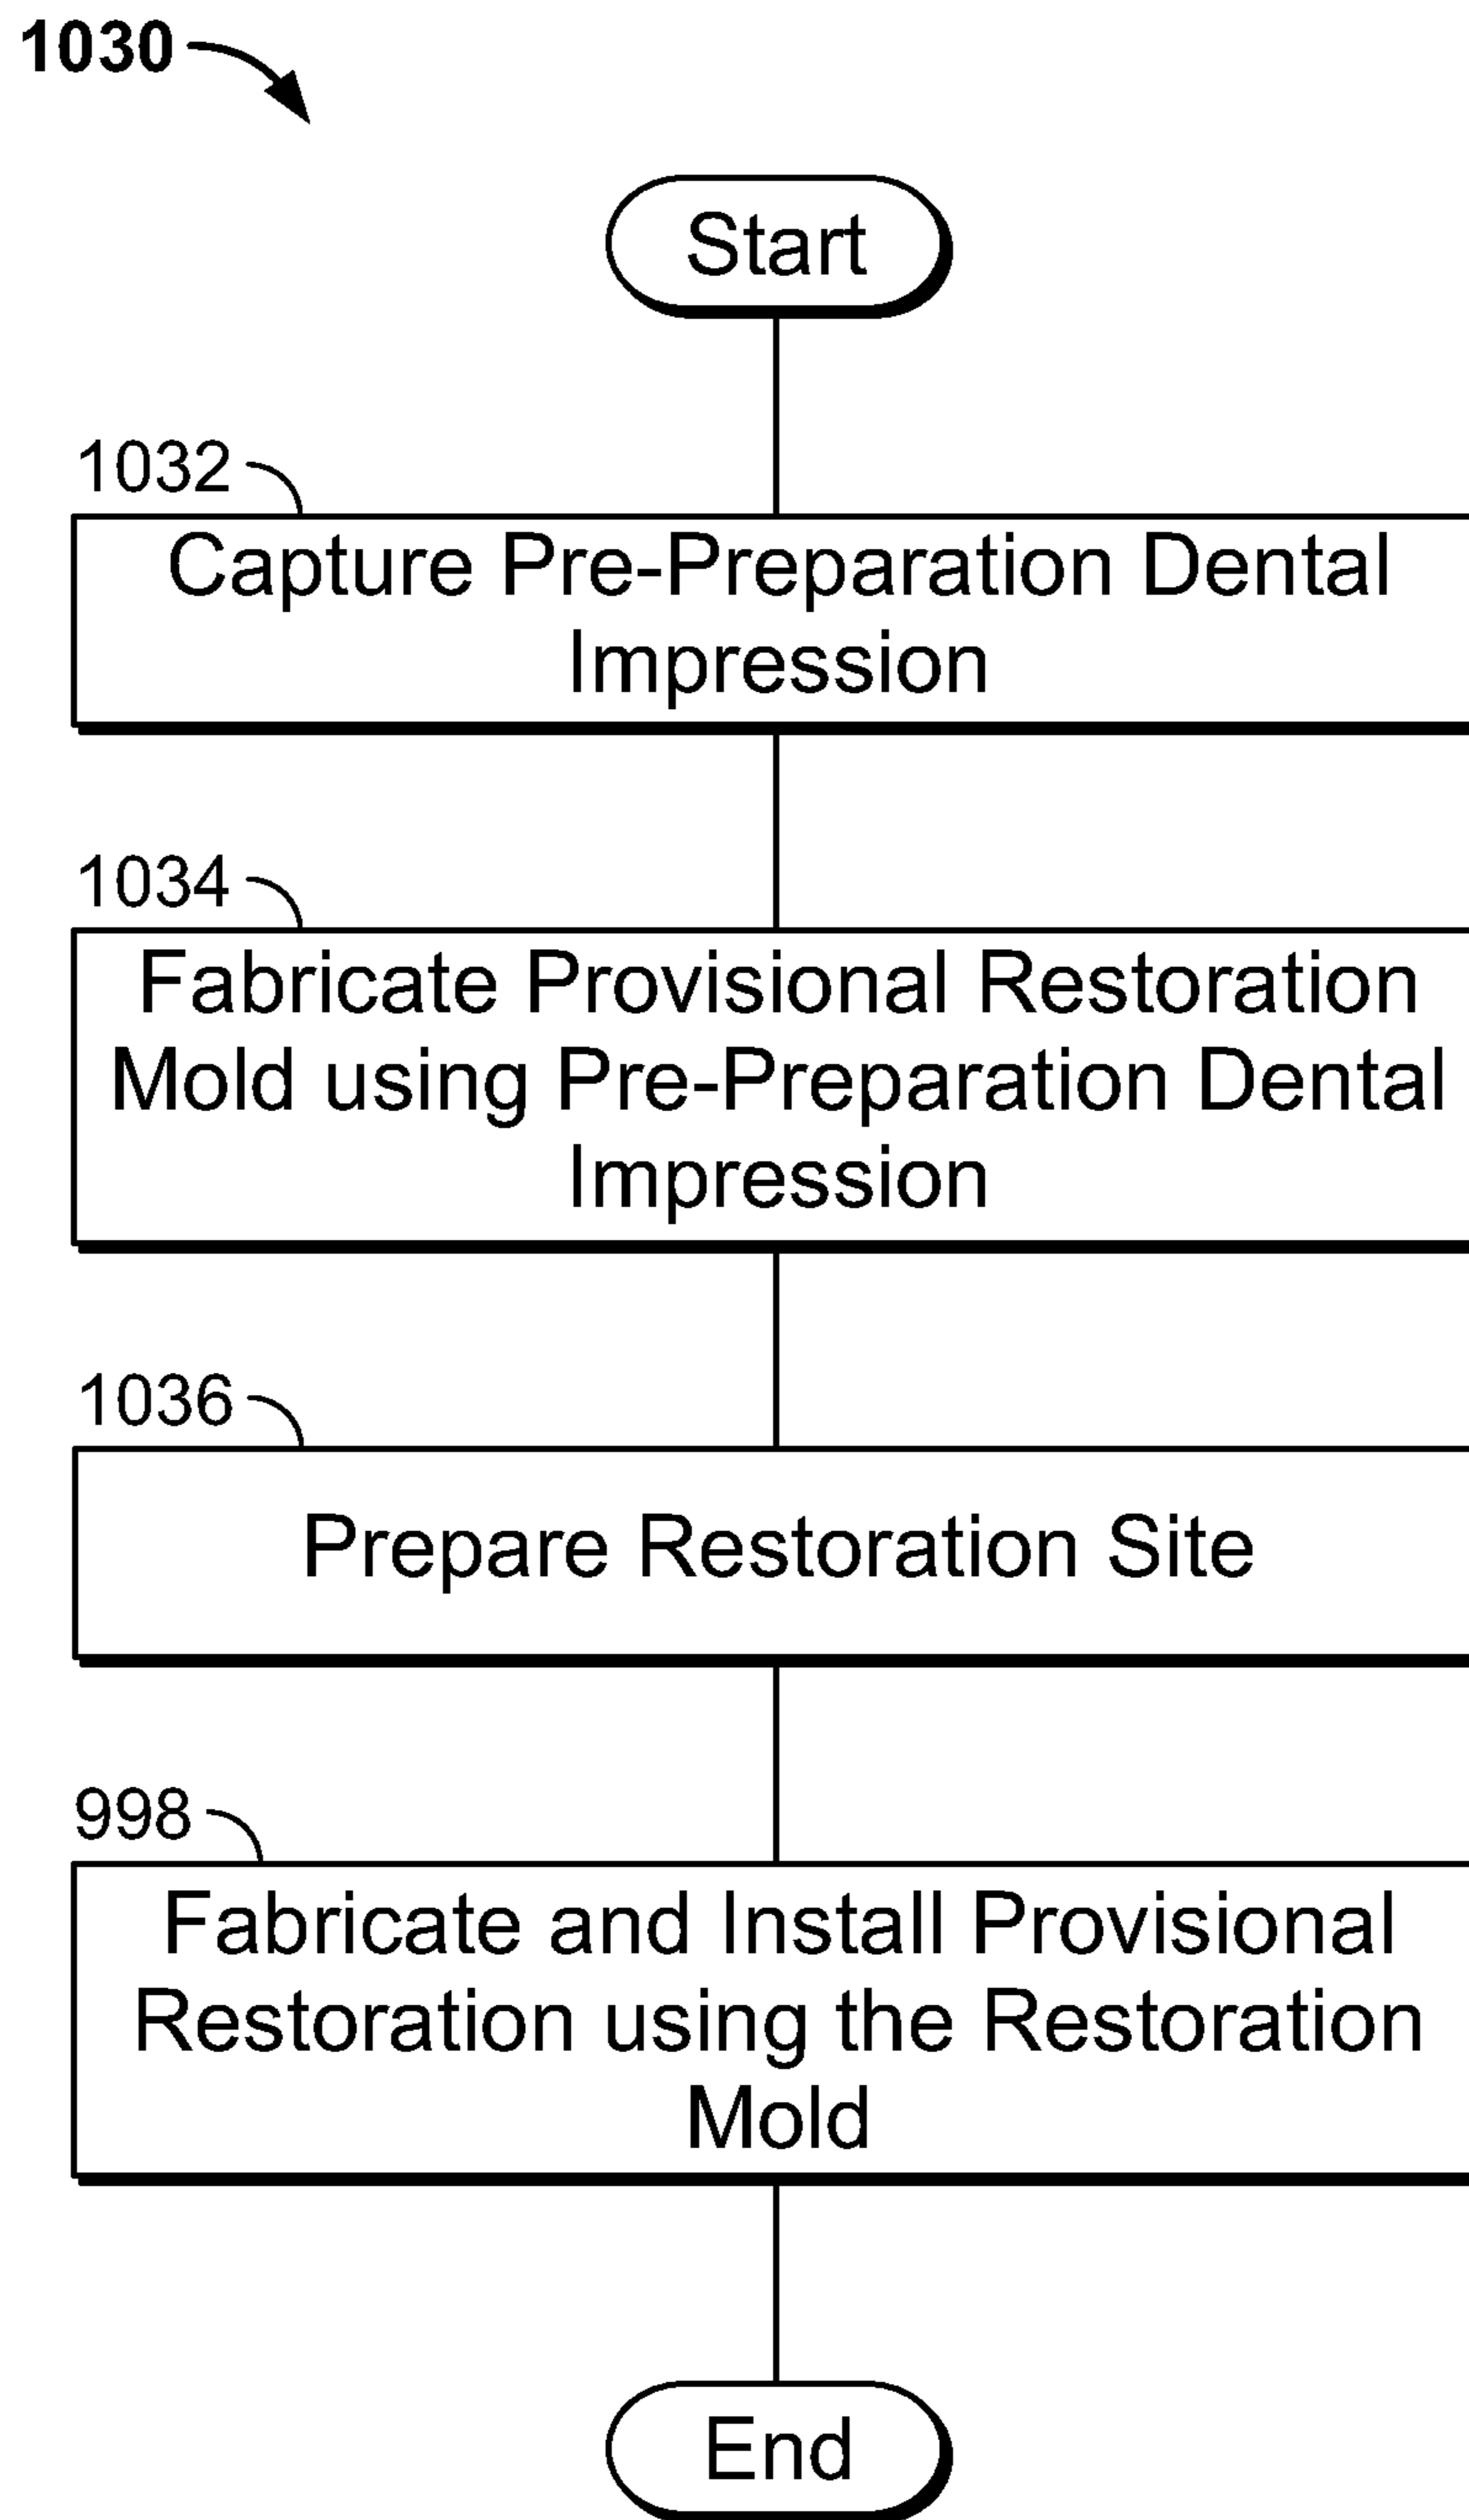 1030
Start
1032
Capture Pre-Preparation Dental
Impression
1034
Fabricate Provisional Restoration
Mold using Pre-Preparation Dental
Impression
1036
Prepare Restoration Site
998
Fabricate and Install Provisional
Restoration using the Restoration
Mold
End